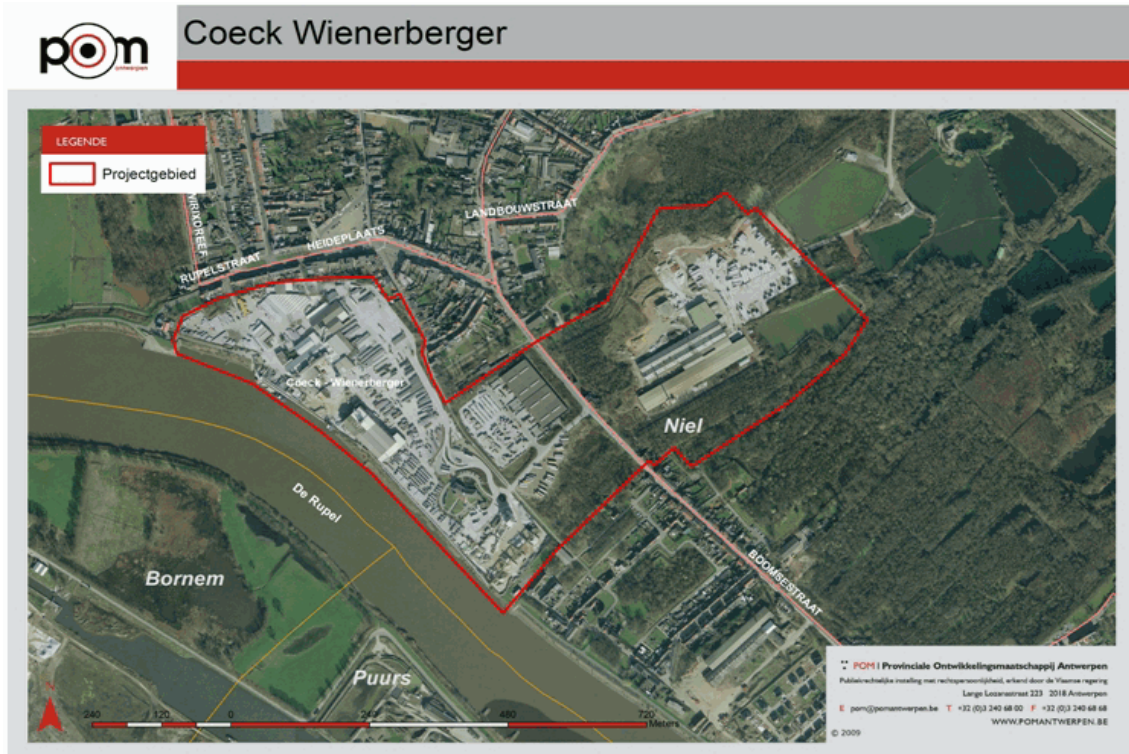 pom
antwerpen
Coeck Wienerberger
LEGENDE
Projectgebied
WIRIXDREEF
RUPELSTRAAT
HEIDEPLAATS
LANDBOUWSTRAAT
Coeck - Wienerberger
Niel
De Rupel
Bornem
BOOMSESTRAAT
Puurs
N
240 120 0 240 480 720
Meters
POM | Provinciale Ontwikkelingsmaatschappij Antwerpen
Publiekrechtelijke instelling met rechtspersoonlijkheid, erkend door de Vlaamse regering
Lange Lozanastraat 223 2018 Antwerpen
E pom@pomantwerpen.be T +32 (0)3 240 68 00 F +32 (0)3 240 68 68
WWW.POMANTWERPEN.BE
© 2009